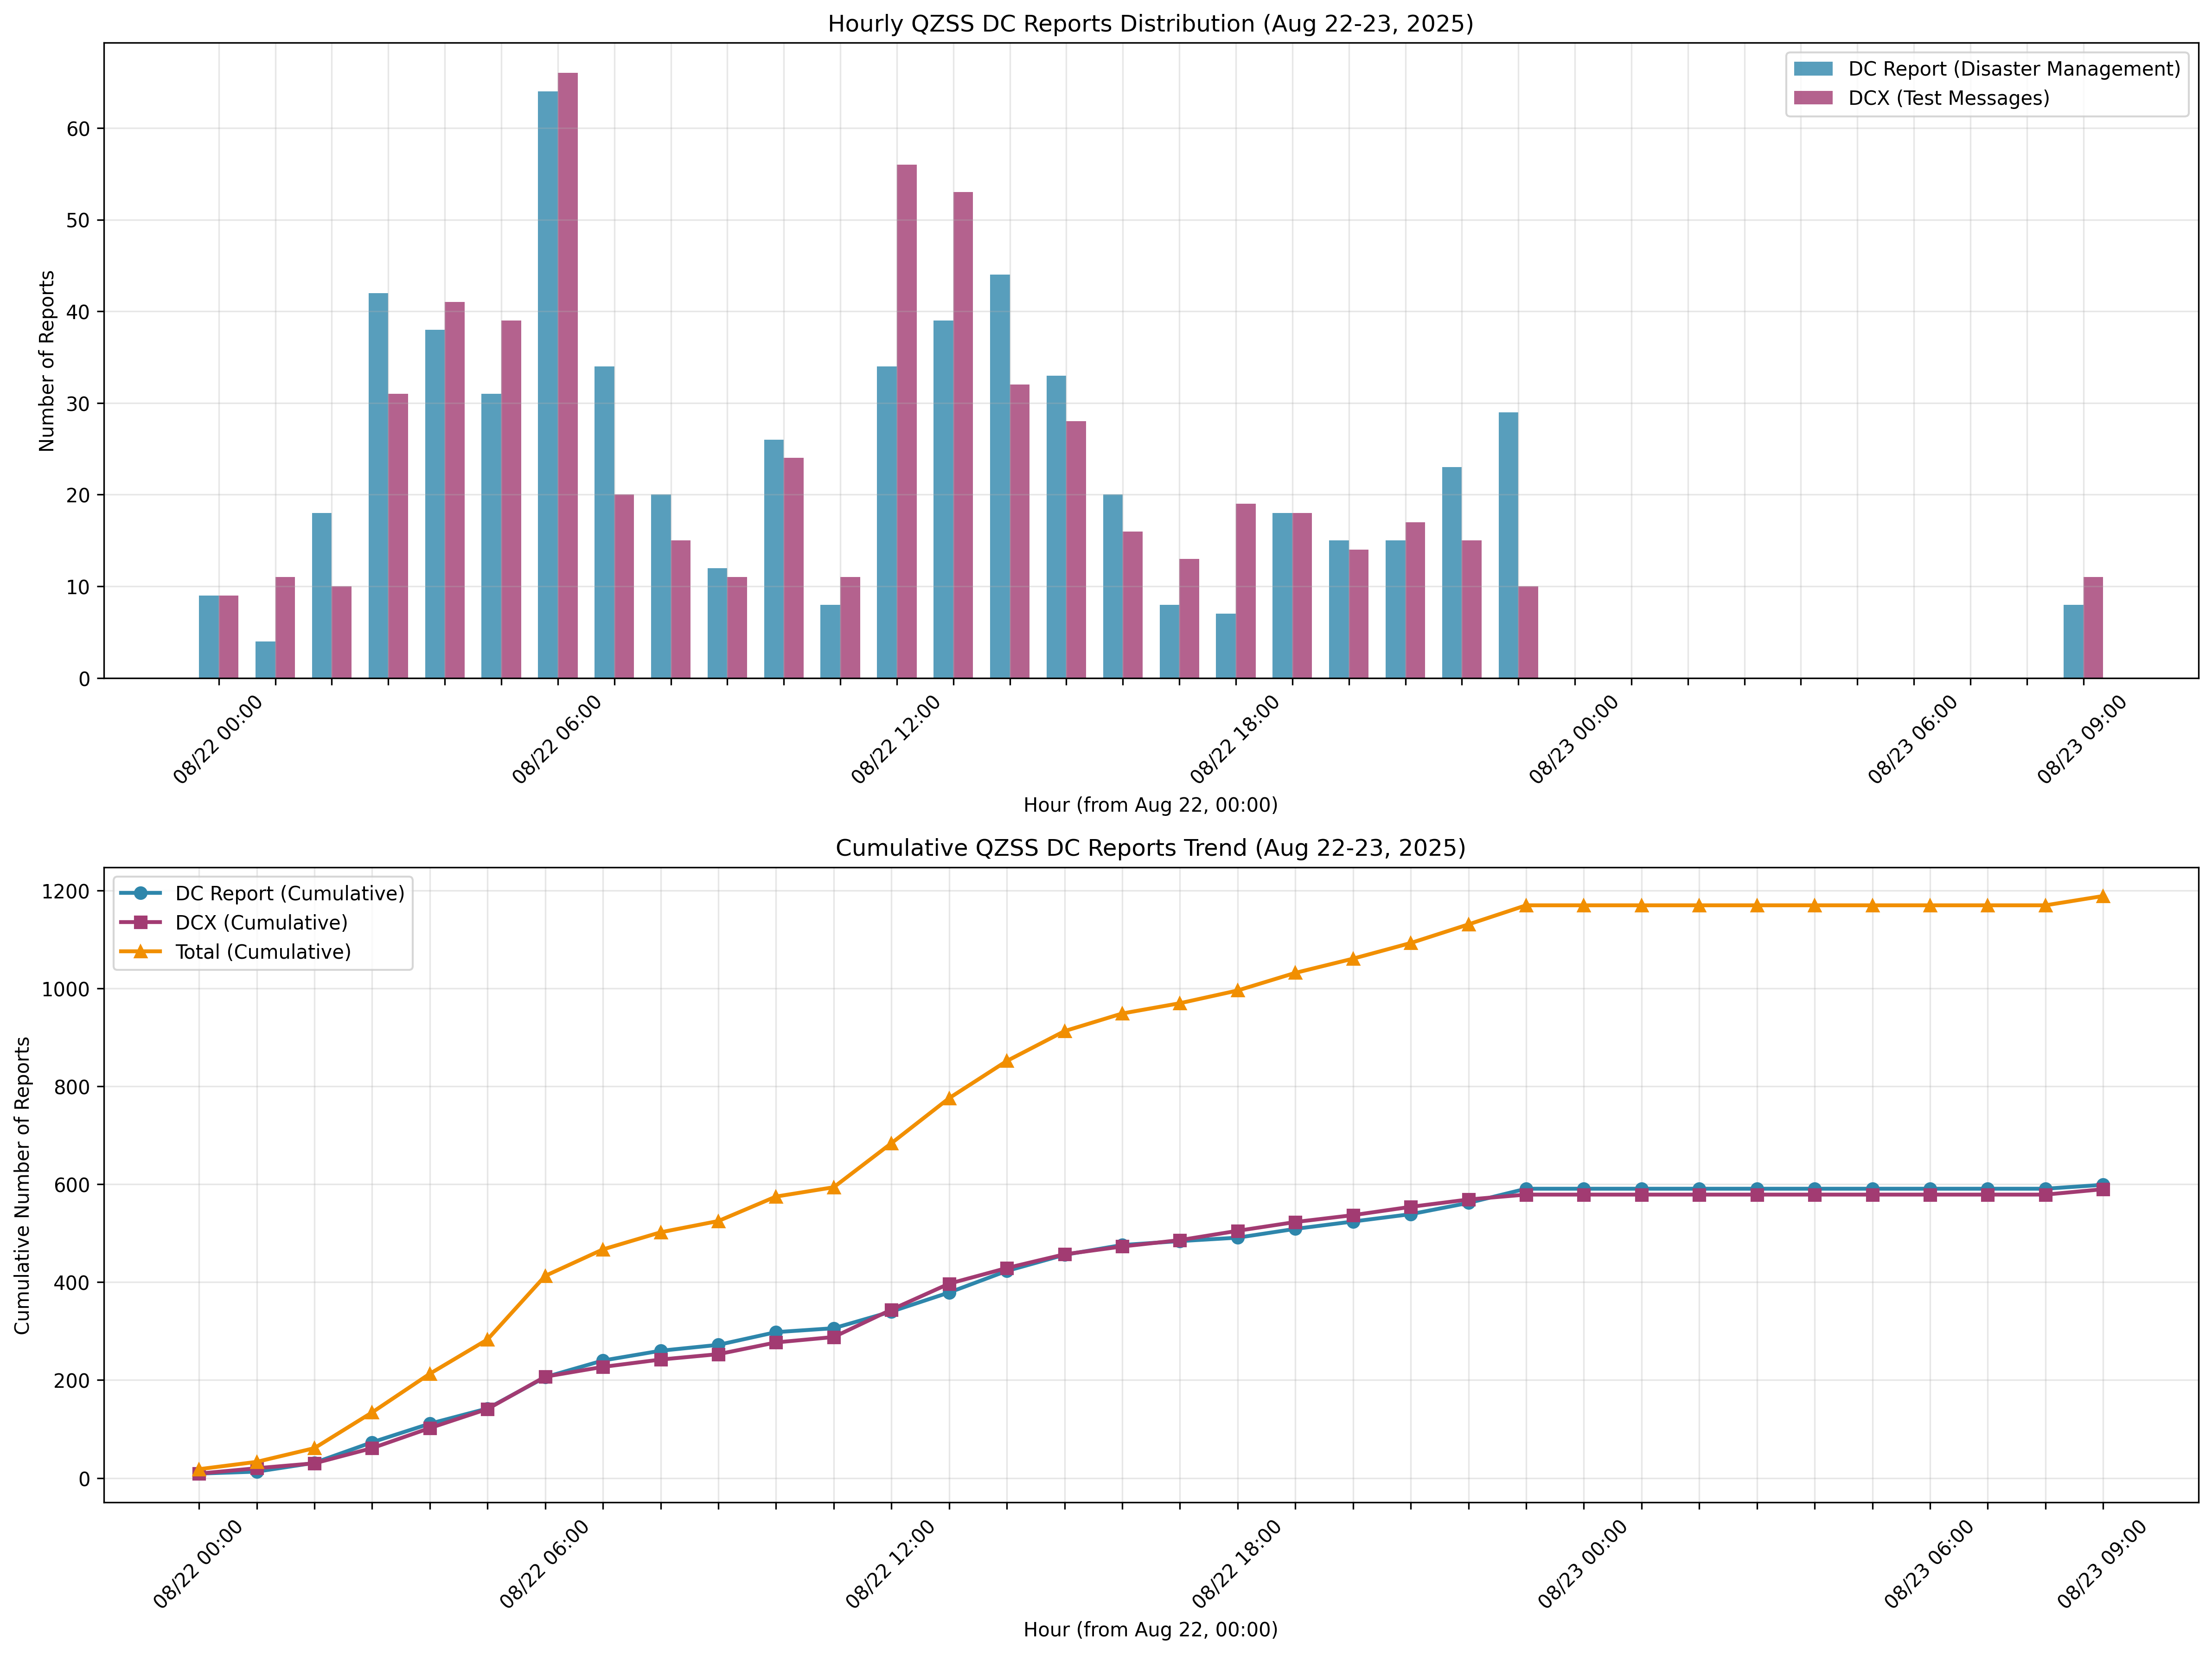 Hourly QZSS DC Reports Distribution (Aug 22-23, 2025)
DC Report (Disaster Management)
DCX (Test Messages)
Number of Reports
60
50
40
30
20
10
0
08/22 00:00
08/22 06:00
08/22 12:00
08/22 18:00
08/23 00:00
08/23 06:00
08/23 09:00
Hour (from Aug 22, 00:00)
Cumulative QZSS DC Reports Trend (Aug 22-23, 2025)
DC Report (Cumulative)
DCX (Cumulative)
Total (Cumulative)
Cumulative Number of Reports
1200
1000
800
600
400
200
0
08/22 00:00
08/22 06:00
08/22 12:00
08/22 18:00
08/23 00:00
08/23 06:00
08/23 09:00
Hour (from Aug 22, 00:00)